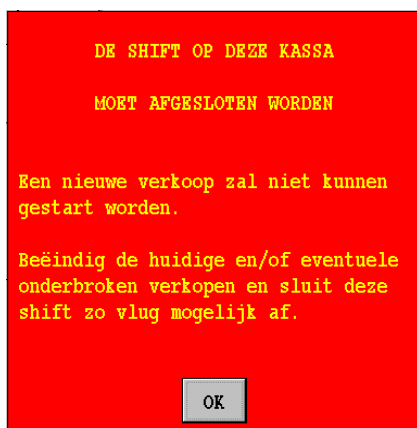 DE SHIFT OP DEZE KASSA
MOET AFGESLOTEN WORDEN
Een nieuwe verkoop zal niet kunnen
gestart worden.
Beëindig de huidige en/of eventuele
onderbroken verkopen en sluit deze
shift zo vlug mogelijk af.
OK